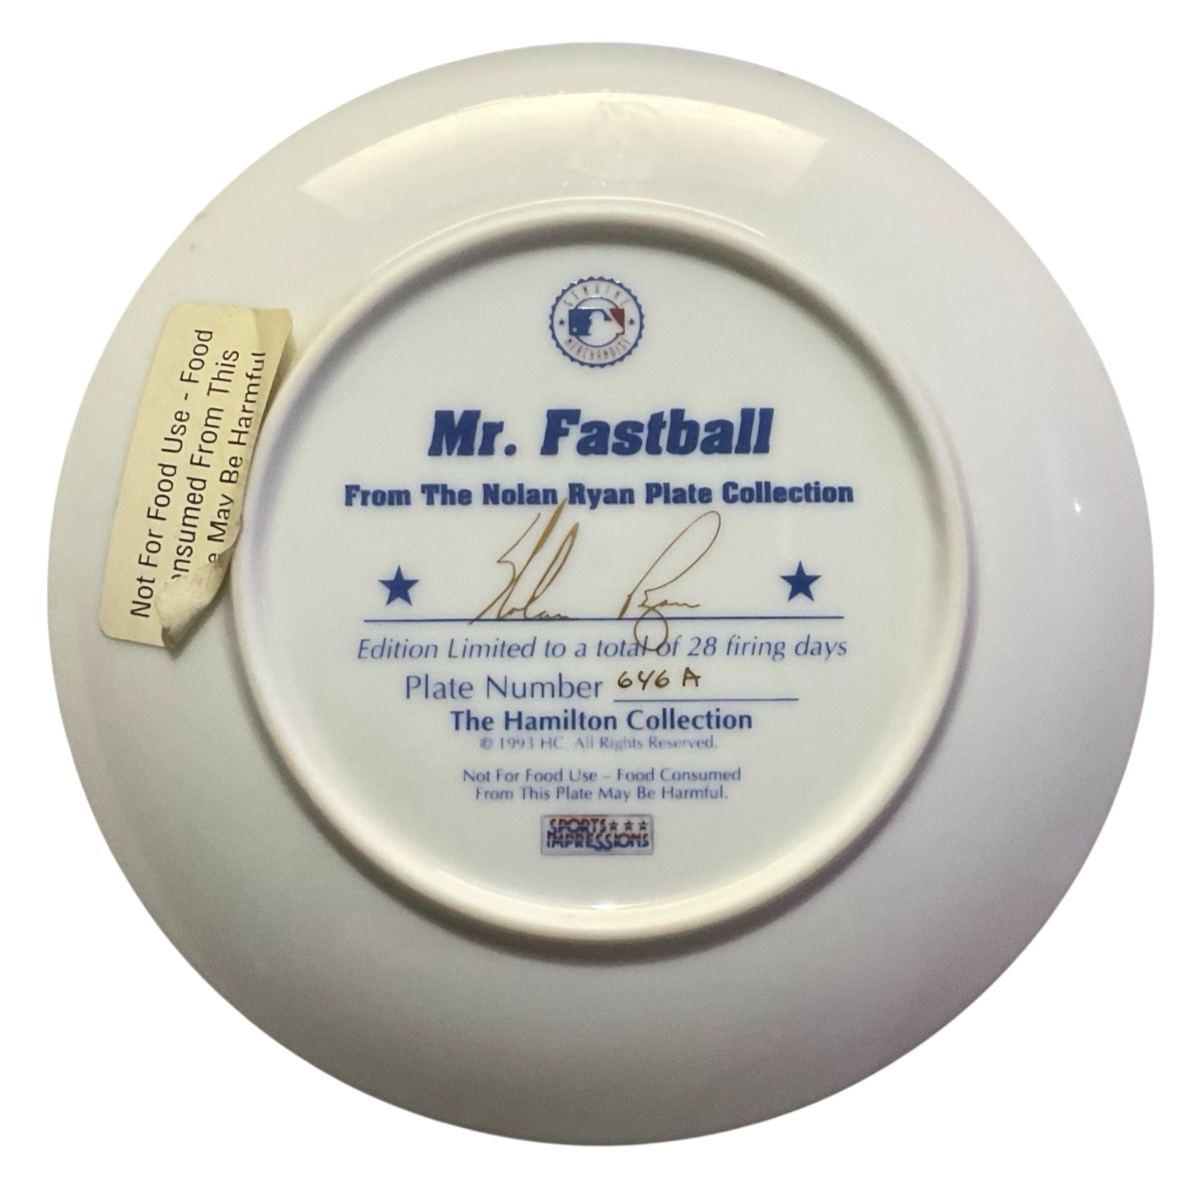 GENUINE
MERCHANDISE
Mr. Fastball
From The Nolan Ryan Plate Collection
Nolan Ryan
Edition Limited to a total of 28 firing days
Plate Number 646 A
The Hamilton Collection
© 1993 HC. All Rights Reserved.
Not For Food Use – Food Consumed
From This Plate May Be Harmful.
SPORTS
IMPRESSIONS
Not For Food Use - Food
onsumed From This
e May Be Harmful